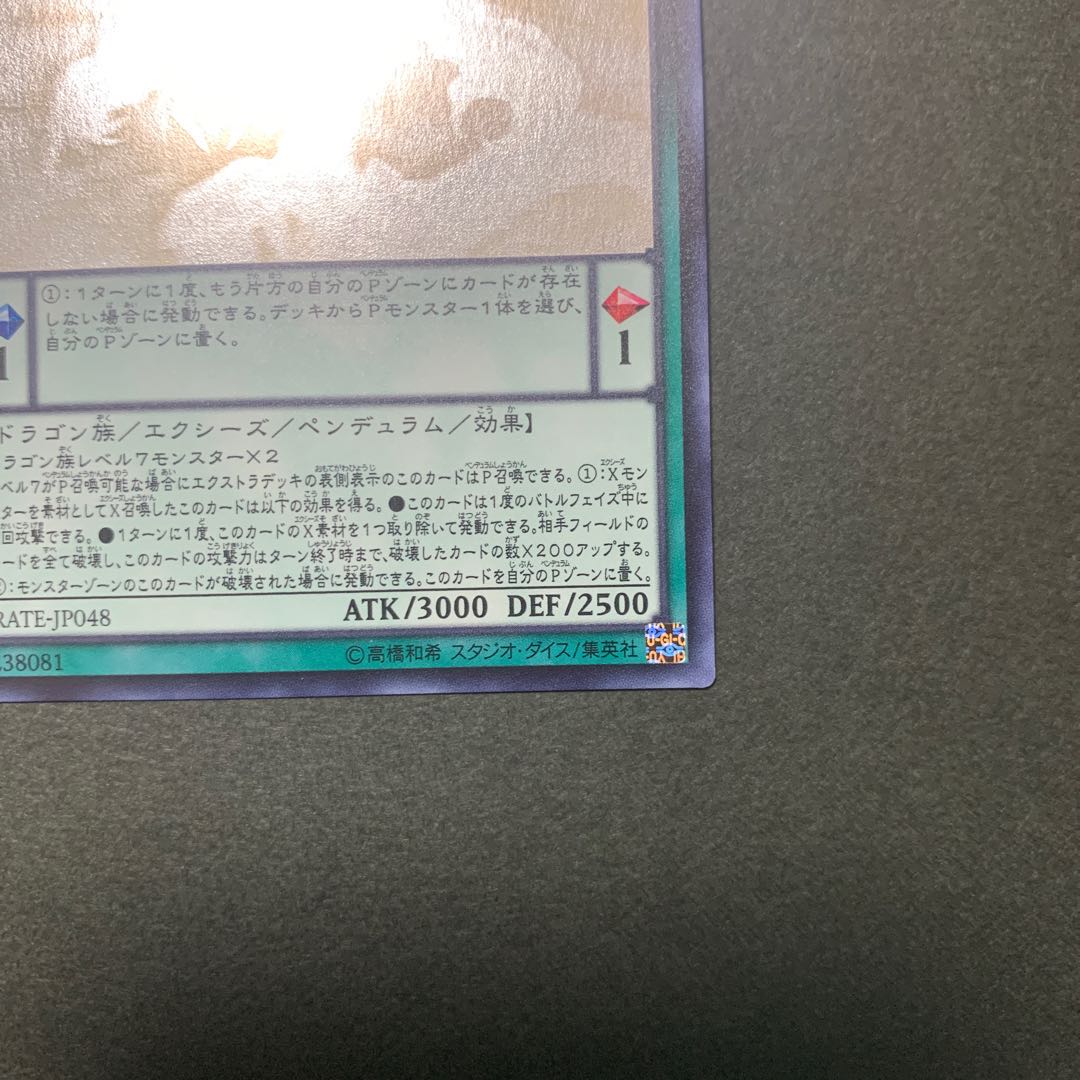 ①:1ターンに1度、もう片方の自分のPゾーンにカードが存在
しない場合に発動できる。デッキからPモンスター1体を選び、
自分のPゾーンに置く。
1
1
ドラゴン族/エクシーズ/ペンデュラム/効果】
ラゴン族レベル7モンスター×2
ベル7がP召喚可能な場合にエクストラデッキの表側表示のこのカードはP召喚できる。①:Xモン
ターを素材としてX召喚したこのカードは以下の効果を得る。●このカードは1度のバトルフェイズ中に
回攻撃できる。●1ターンに1度、このカードのX素材を1つ取り除いて発動できる。相手フィールドの
ードを全て破壊し、このカードの攻撃力はターン終了時まで、破壊したカードの数×200アップする。
:モンスターゾーンのこのカードが破壊された場合に発動できる。このカードを自分のPゾーンに置く。
RATE-JP048
ATK/3000 DEF/2500
38081
©高橋和希 スタジオ・ダイス/集英社